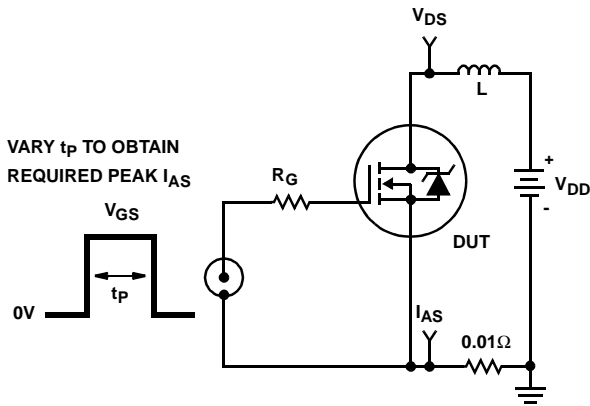 VDS
L
VARY tP TO OBTAIN
REQUIRED PEAK IAS
RG
+
VDD
-
VGS
DUT
tP
0V
IAS
0.01Ω